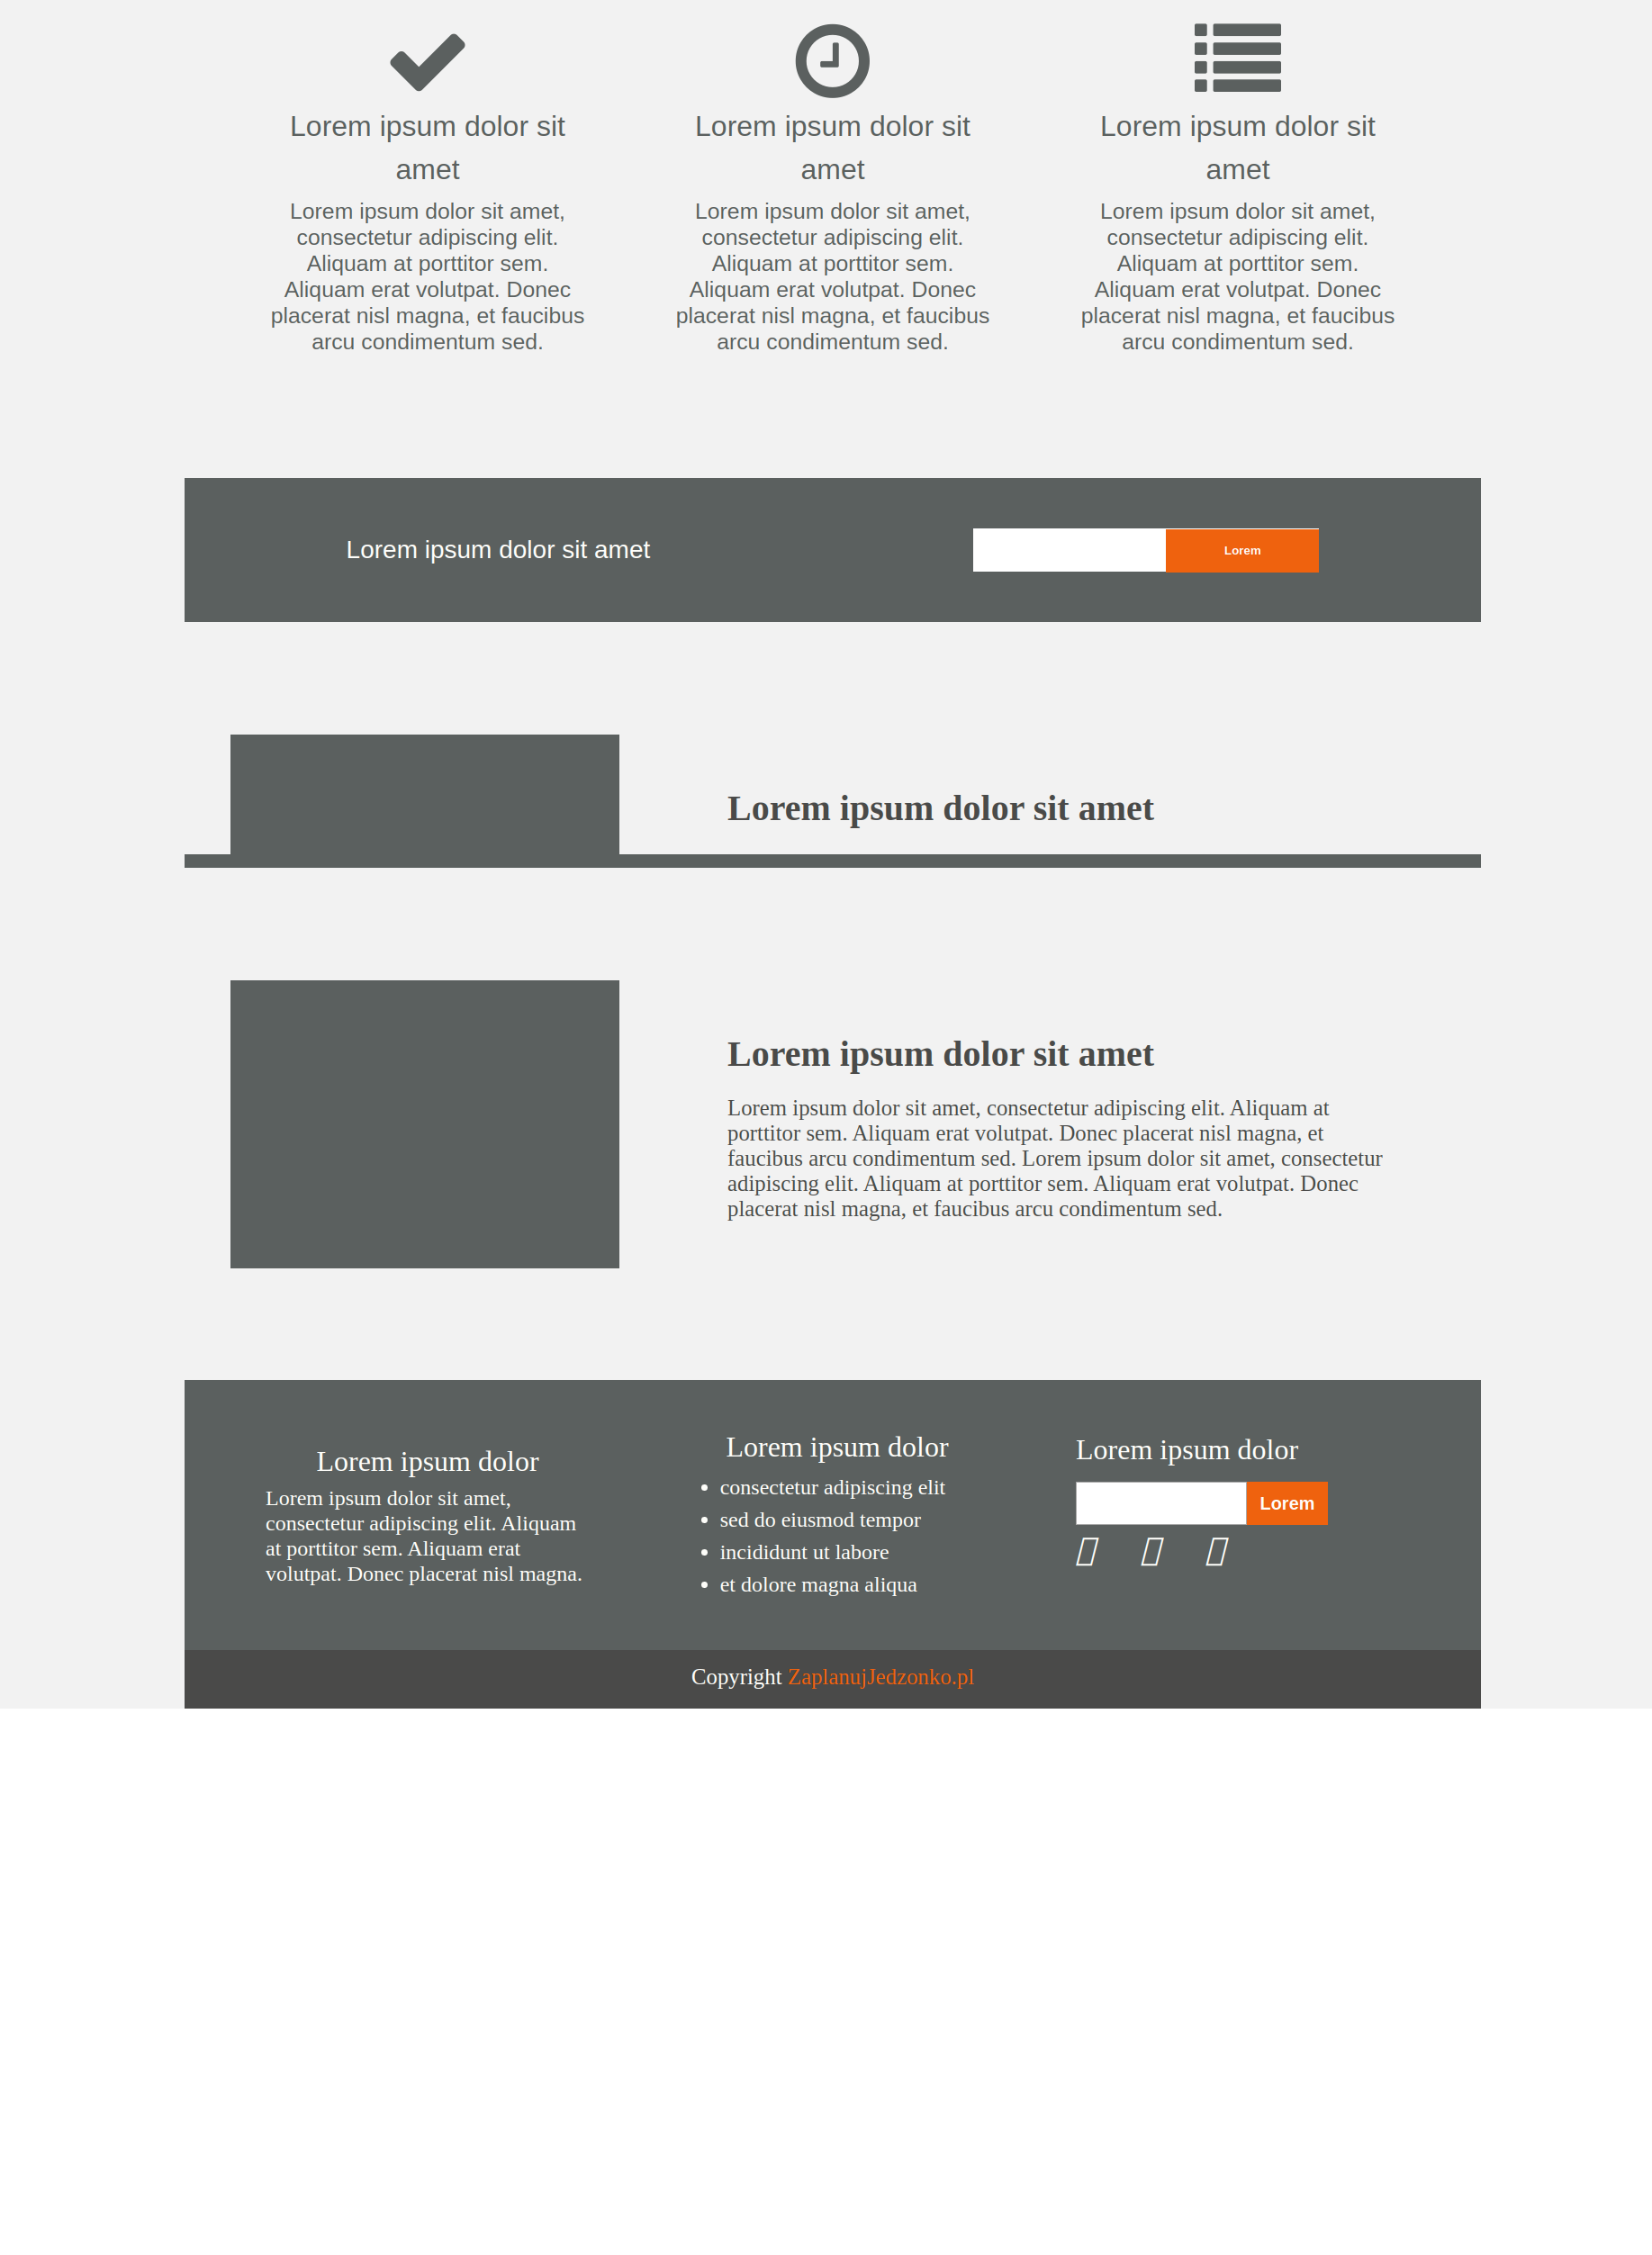 Lorem ipsum dolor sit
amet
Lorem ipsum dolor sit amet,
consectetur adipiscing elit.
Aliquam at porttitor sem.
Aliquam erat volutpat. Donec
placerat nisl magna, et faucibus
arcu condimentum sed.
Lorem ipsum dolor sit
amet
Lorem ipsum dolor sit amet,
consectetur adipiscing elit.
Aliquam at porttitor sem.
Aliquam erat volutpat. Donec
placerat nisl magna, et faucibus
arcu condimentum sed.
Lorem ipsum dolor sit
amet
Lorem ipsum dolor sit amet,
consectetur adipiscing elit.
Aliquam at porttitor sem.
Aliquam erat volutpat. Donec
placerat nisl magna, et faucibus
arcu condimentum sed.
Lorem ipsum dolor sit amet
Lorem
Lorem ipsum dolor sit amet
Lorem ipsum dolor sit amet
Lorem ipsum dolor sit amet, consectetur adipiscing elit. Aliquam at
porttitor sem. Aliquam erat volutpat. Donec placerat nisl magna, et
faucibus arcu condimentum sed. Lorem ipsum dolor sit amet, consectetur
adipiscing elit. Aliquam at porttitor sem. Aliquam erat volutpat. Donec
placerat nisl magna, et faucibus arcu condimentum sed.
Lorem ipsum dolor
Lorem ipsum dolor sit amet,
consectetur adipiscing elit. Aliquam
at porttitor sem. Aliquam erat
volutpat. Donec placerat nisl magna.
Lorem ipsum dolor
• consectetur adipiscing elit
• sed do eiusmod tempor
• incididunt ut labore
• et dolore magna aliqua
Lorem ipsum dolor
Lorem
Copyright ZaplanujJedzonko.pl